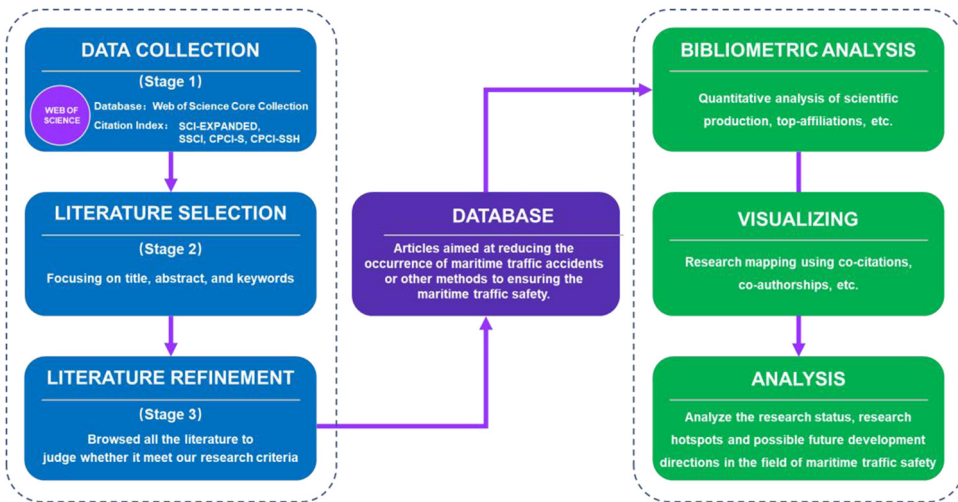 DATA COLLECTION
(Stage 1)
WEB OF
SCIENCE
Database: Web of Science Core Collection
Citation Index: SCI-EXPANDED,
SSCI, CPCI-S, CPCI-SSH
LITERATURE SELECTION
(Stage 2)
Focusing on title, abstract, and keywords
LITERATURE REFINEMENT
(Stage 3)
Browsed all the literature to
judge whether it meet our research criteria
DATABASE
Articles aimed at reducing the
occurrence of maritime traffic accidents
or other methods to ensuring the
maritime traffic safety.
BIBLIOMETRIC ANALYSIS
Quantitative analysis of scientific
production, top-affiliations, etc.
VISUALIZING
Research mapping using co-citations,
co-authorships, etc.
ANALYSIS
Analyze the research status, research
hotspots and possible future development
directions in the field of maritime traffic safety